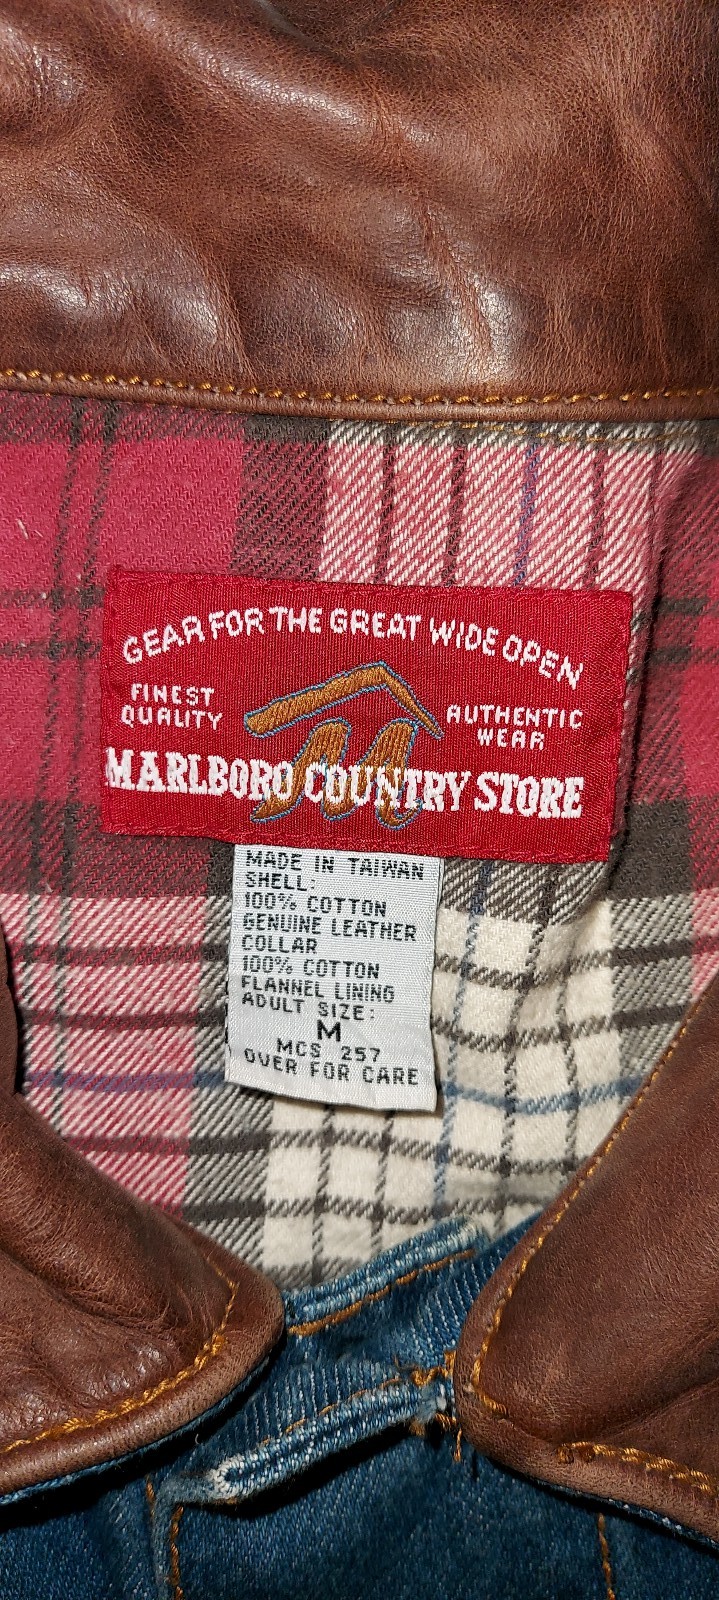 GEAR FOR THE GREAT WIDE OPEN
FINEST
QUALITY
AUTHENTIC
WEAR
MARLBORO COUNTRY STORE
MADE IN TAIWAN
SHELL:
100% COTTON
GENUINE LEATHER
COLLAR
100% COTTON
FLANNEL LINING
ADULT SIZE:
M
MCS 257
OVER FOR CARE